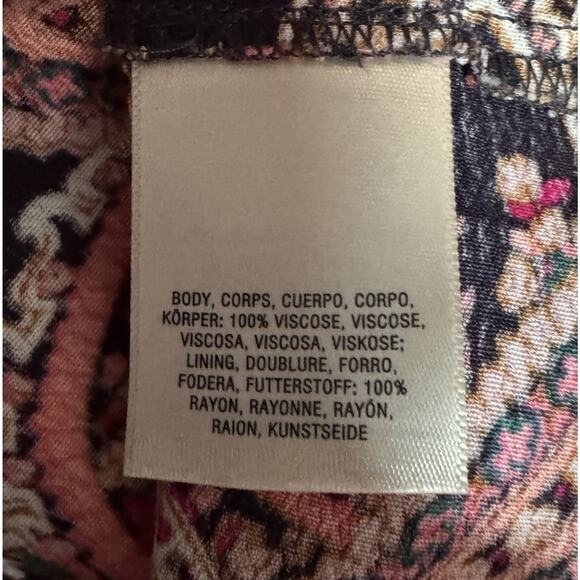 BODY, CORPS, CUERPO, CORPO,
KÖRPER: 100% VISCOSE, VISCOSE,
VISCOSA, VISCOSA, VISKOSE;
LINING, DOUBLURE, FORRO,
FODERA, FUTTERSTOFF: 100%
RAYON, RAYONNE, RAYÓN,
RAION, KUNSTSEIDE